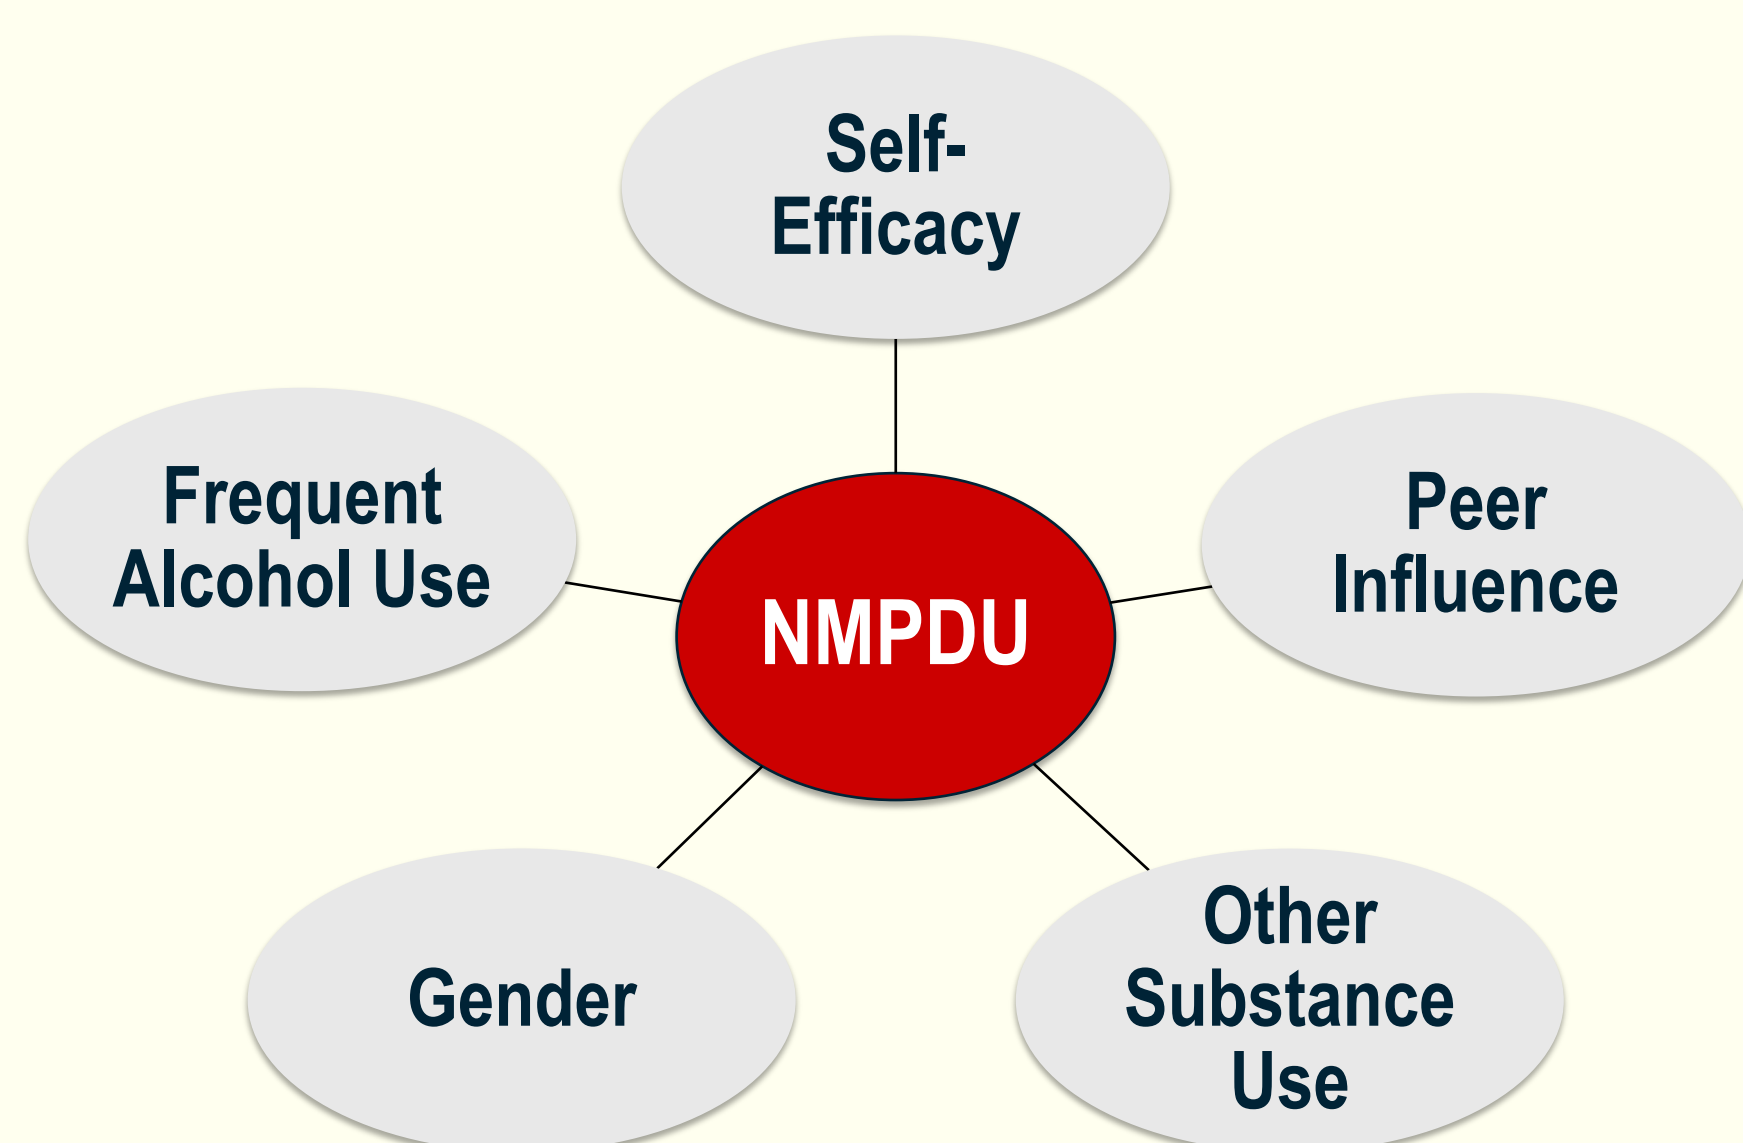 Self-
Efficacy
Frequent
Alcohol Use
Peer
Influence
NMPDU
Gender
Other
Substance
Use